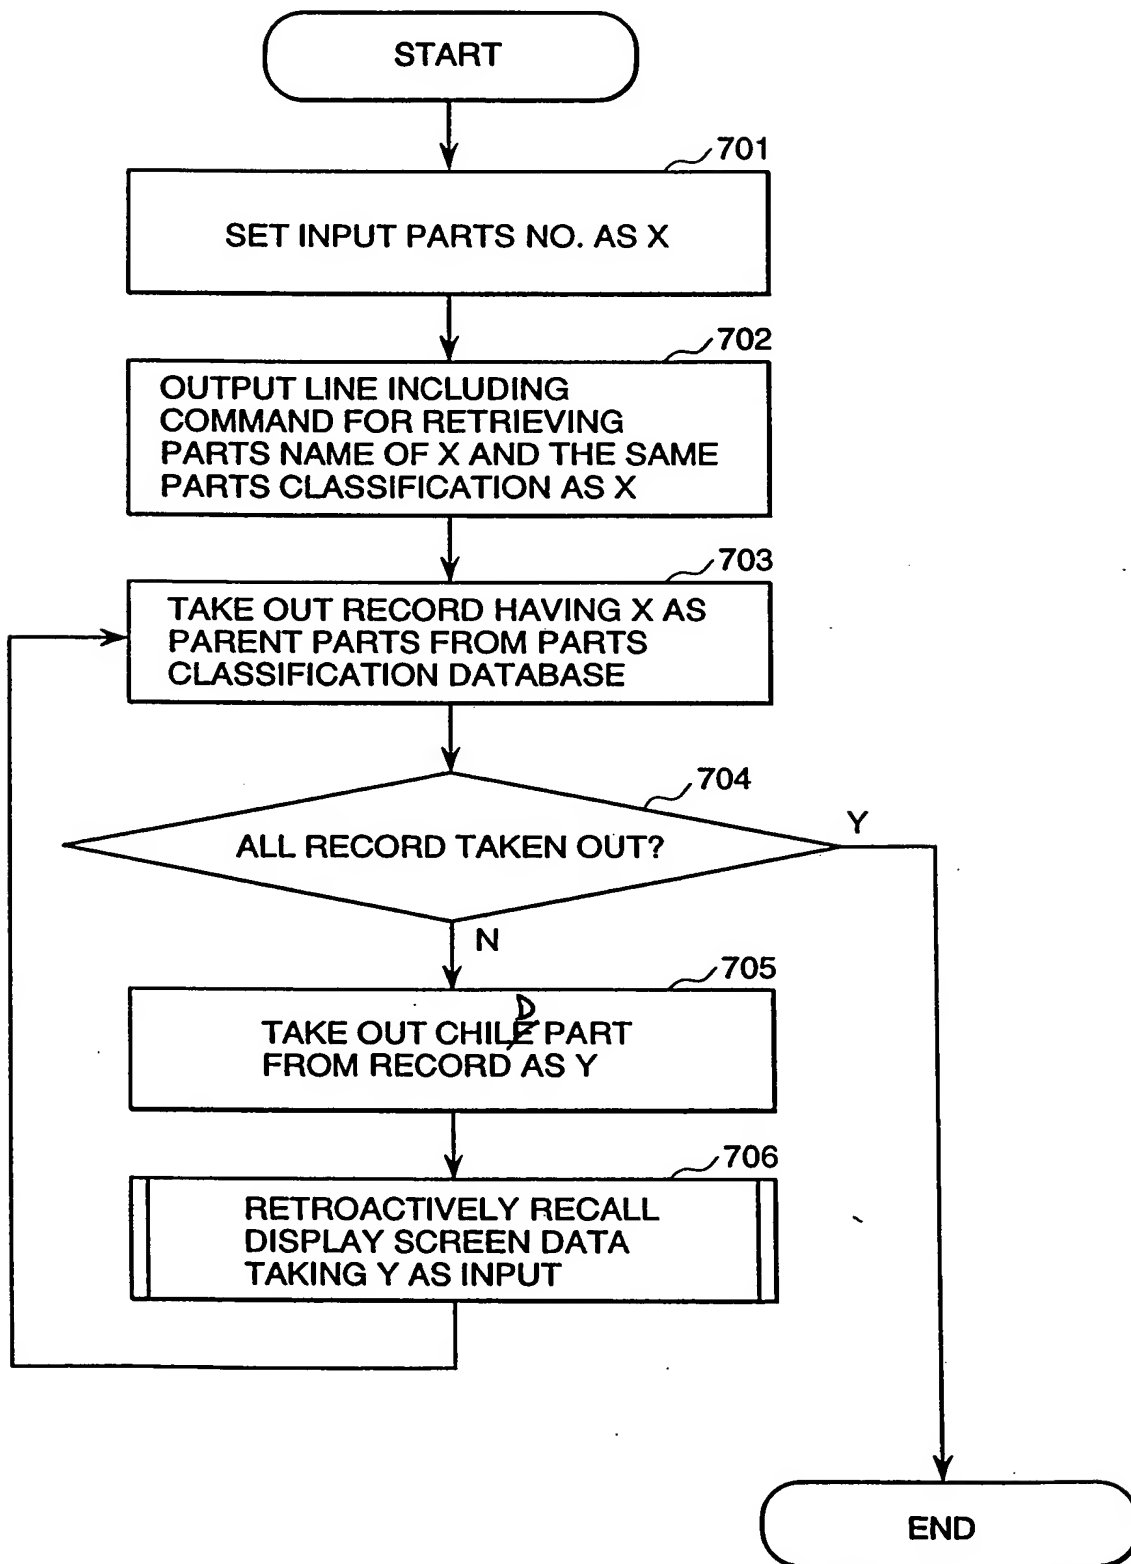 START
701
SET INPUT PARTS NO. AS X
702
OUTPUT LINE INCLUDING
COMMAND FOR RETRIEVING
PARTS NAME OF X AND THE SAME
PARTS CLASSIFICATION AS X
703
TAKE OUT RECORD HAVING X AS
PARENT PARTS FROM PARTS
CLASSIFICATION DATABASE
704
ALL RECORD TAKEN OUT?
Y
N
705
TAKE OUT CHILD PART
FROM RECORD AS Y
706
RETROACTIVELY RECALL
DISPLAY SCREEN DATA
TAKING Y AS INPUT
END